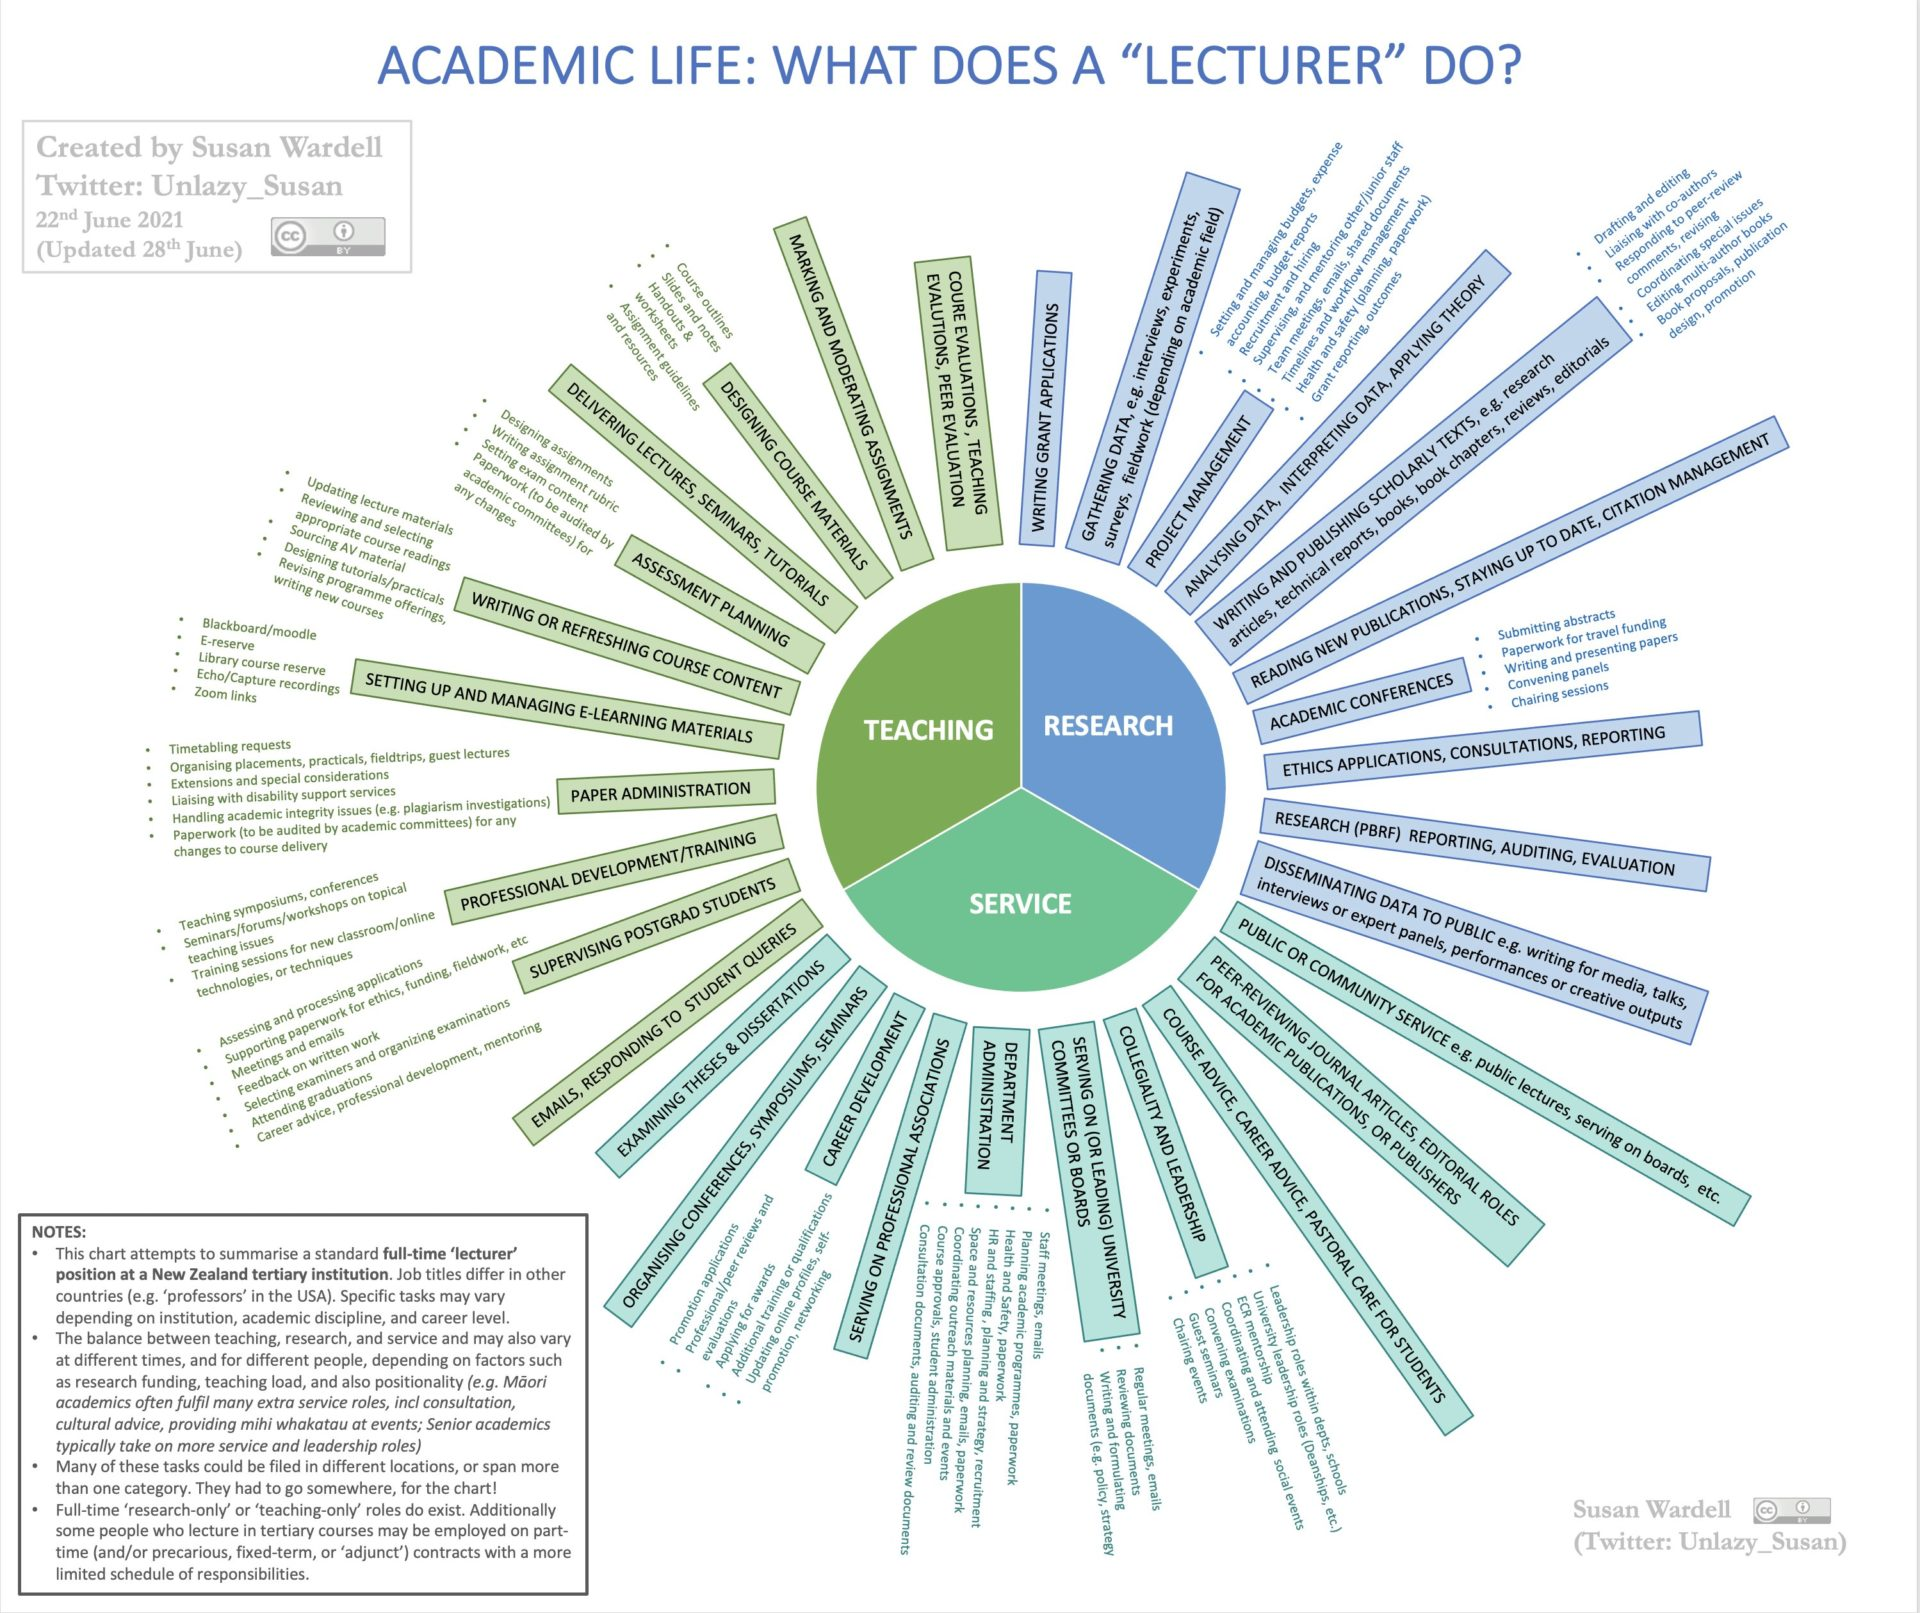 ACADEMIC LIFE: WHAT DOES A “LECTURER” DO?
Created by Susan Wardell
Twitter: Unlazy_Susan
22nd June 2021
(Updated 28th June)
cc
BY
TEACHING
RESEARCH
SERVICE
WRITING GRANT APPLICATIONS
GATHERING DATA, e.g. interviews, experiments,
surveys, fieldwork (depending on academic field)
PROJECT MANAGEMENT
• Setting and managing budgets, expense
accounting, budget reports
• Recruitment and hiring
• Supervising, and mentoring other/junior staff
• Team meetings, emails, shared documents
• Timelines and workflow management
• Health and safety (planning, paperwork)
• Grant reporting, outcomes
ANALYSING DATA, INTERPRETING DATA, APPLYING THEORY
WRITING AND PUBLISHING SCHOLARLY TEXTS, e.g. research
articles, technical reports, books, book chapters, reviews, editorials
• Drafting and editing
• Liaising with co-authors
• Responding to peer-review
comments, revising
• Coordinating special issues
• Editing multi-author books
• Book proposals, publication
design, promotion
READING NEW PUBLICATIONS, STAYING UP TO DATE, CITATION MANAGEMENT
ACADEMIC CONFERENCES
• Submitting abstracts
• Paperwork for travel funding
• Writing and presenting papers
• Convening panels
• Chairing sessions
ETHICS APPLICATIONS, CONSULTATIONS, REPORTING
RESEARCH (PBRF) REPORTING, AUDITING, EVALUATION
DISSEMINATING DATA TO PUBLIC e.g. writing for media, talks,
interviews or expert panels, performances or creative outputs
PUBLIC OR COMMUNITY SERVICE e.g. public lectures, serving on boards, etc.
PEER-REVIEWING JOURNAL ARTICLES, EDITORIAL ROLES
FOR ACADEMIC PUBLICATIONS, OR PUBLISHERS
COURSE ADVICE, CAREER ADVICE, PASTORAL CARE FOR STUDENTS
COLLEGIALITY AND LEADERSHIP
• Leadership roles within depts, schools
• University leadership roles (Deanships, etc.)
• ECR mentorship
• Coordinating and attending social events
• Convening examinations
• Guest seminars
• Chairing events
SERVING ON (OR LEADING) UNIVERSITY
COMMITTEES OR BOARDS
• Regular meetings, emails
• Reviewing documents
• Writing and formulating
documents (e.g. policy, strategy
DEPARTMENT
ADMINISTRATION
• Staff meetings, emails
• Planning academic programmes, paperwork
• Health and Safety, paperwork
• HR and staffing , planning and strategy, recruitment
• Space and resources planning, emails, paperwork
• Coordinating outreach materials and events
• Course approvals, student administration
• Consultation documents, auditing and review documents
SERVING ON PROFESSIONAL ASSOCIATIONS
CAREER DEVELOPMENT
• Promotion applications
• Professional/peer reviews and
evaluations
• Applying for awards
• Additional training or qualifications
• Updating online profiles, self-
promotion, networking
ORGANISING CONFERENCES, SYMPOSIUMS, SEMINARS
EXAMINING THESES & DISSERTATIONS
EMAILS, RESPONDING TO STUDENT QUERIES
SUPERVISING POSTGRAD STUDENTS
• Assessing and processing applications
• Supporting paperwork for ethics, funding, fieldwork, etc
• Meetings and emails
• Feedback on written work
• Selecting examiners and organizing examinations
• Attending graduations
• Career advice, professional development, mentoring
PROFESSIONAL DEVELOPMENT/TRAINING
• Teaching symposiums, conferences
• Seminars/forums/workshops on topical
teaching issues
• Training sessions for new classroom/online
technologies, or techniques
PAPER ADMINISTRATION
• Timetabling requests
• Organising placements, practicals, fieldtrips, guest lectures
• Extensions and special considerations
• Liaising with disability support services
• Handling academic integrity issues (e.g. plagiarism investigations)
• Paperwork (to be audited by academic committees) for any
changes to course delivery
SETTING UP AND MANAGING E-LEARNING MATERIALS
• Blackboard/moodle
• E-reserve
• Library course reserve
• Echo/Capture recordings
• Zoom links
WRITING OR REFRESHING COURSE CONTENT
• Updating lecture materials
• Reviewing and selecting
appropriate course readings
• Sourcing AV material
• Designing tutorials/practicals
• Revising programme offerings,
writing new courses
ASSESSMENT PLANNING
• Designing assignments
• Writing assignment rubric
• Setting exam content
• Paperwork (to be audited by
academic committees) for
any changes
DELIVERING LECTURES, SEMINARS, TUTORIALS
DESIGNING COURSE MATERIALS
• Course outlines
• Slides and notes
• Handouts &
worksheets
• Assignment guidelines
and resources
MARKING AND MODERATING ASSIGNMENTS
COURE EVALUATIONS , TEACHING
EVALUTIONS, PEER EVALUATION
NOTES:
• This chart attempts to summarise a standard full-time ‘lecturer’
position at a New Zealand tertiary institution. Job titles differ in other
countries (e.g. ‘professors’ in the USA). Specific tasks may vary
depending on institution, academic discipline, and career level.
• The balance between teaching, research, and service and may also vary
at different times, and for different people, depending on factors such
as research funding, teaching load, and also positionality (e.g. Māori
academics often fulfil many extra service roles, incl consultation,
cultural advice, providing mihi whakatau at events; Senior academics
typically take on more service and leadership roles)
• Many of these tasks could be filed in different locations, or span more
than one category. They had to go somewhere, for the chart!
• Full-time ‘research-only’ or ‘teaching-only’ roles do exist. Additionally
some people who lecture in tertiary courses may be employed on part-
time (and/or precarious, fixed-term, or ‘adjunct’) contracts with a more
limited schedule of responsibilities.
Susan Wardell
cc
BY
(Twitter: Unlazy_Susan)